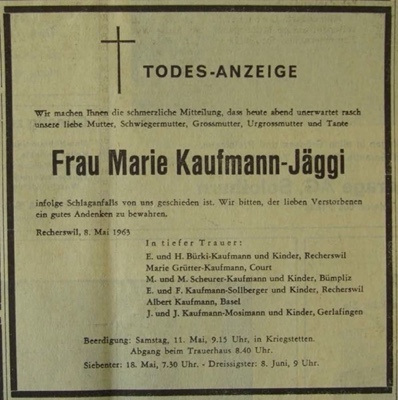 TODES-ANZEIGE
Wir machen Ihnen die schmerzliche Mitteilung, dass heute abend unerwartet rasch
unsere liebe Mutter, Schwiegermutter, Grossmutter, Urgrossmutter und Tante
Frau Marie Kaufmann-Jäggi
infolge Schlaganfalls von uns geschieden ist. Wir bitten, der lieben Verstorbenen
ein gutes Andenken zu bewahren.
Recherswil, 8. Mai 1963
In tiefer Trauer:
E. und H. Bürki-Kaufmann und Kinder, Recherswil
Marie Grütter-Kaufmann, Court
M. und M. Scheurer-Kaufmann und Kinder, Bümpliz
E. und F. Kaufmann-Sollberger und Kinder, Recherswil
Albert Kaufmann, Basel
J. und J. Kaufmann-Mosimann und Kinder, Gerlafingen
Beerdigung: Samstag, 11. Mai, 9.15 Uhr, in Kriegstetten.
Abgang beim Trauerhaus 8.40 Uhr.
Siebenter: 18. Mai, 7.30 Uhr. - Dreissigster: 8. Juni, 9 Uhr.